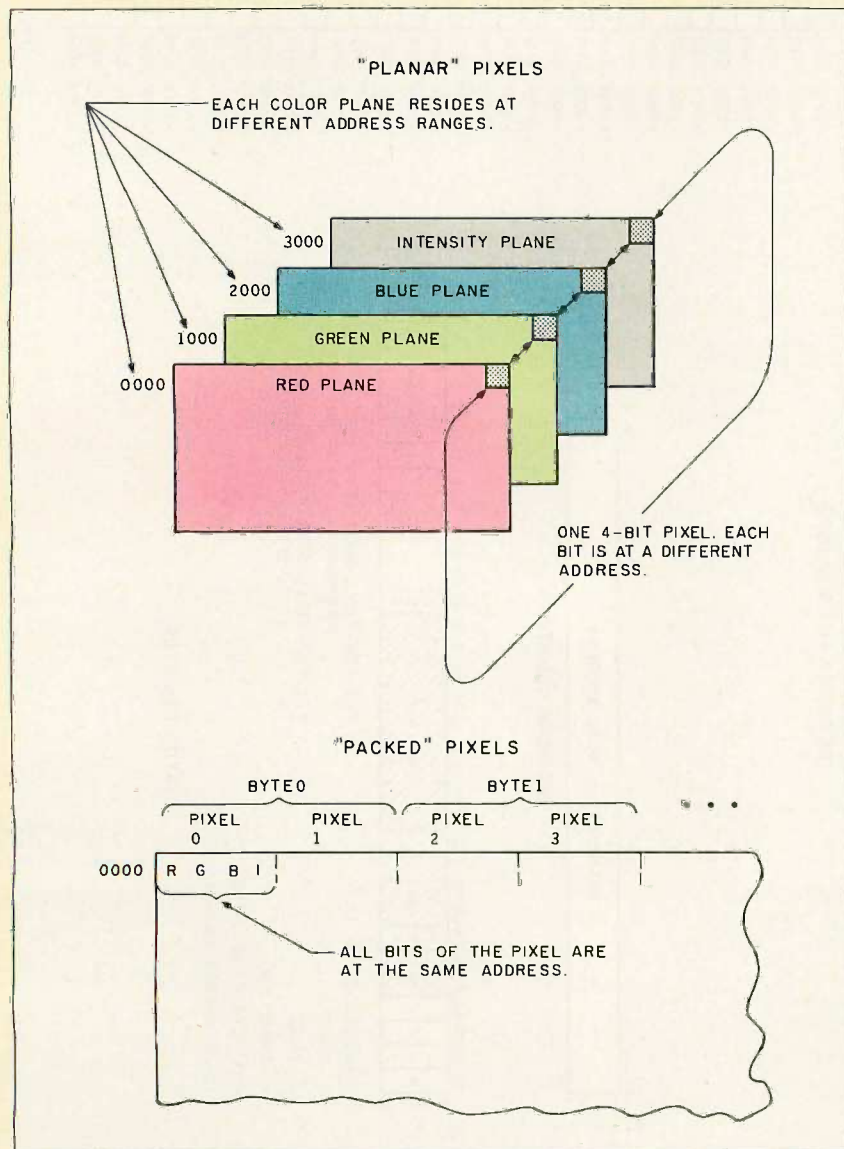 "PLANAR" PIXELS
EACH COLOR PLANE RESIDES AT
DIFFERENT ADDRESS RANGES.
3000
INTENSITY PLANE
2000
BLUE PLANE
1000
GREEN PLANE
0000
RED PLANE
ONE 4-BIT PIXEL. EACH
BIT IS AT A DIFFERENT
ADDRESS.
"PACKED" PIXELS
BYTE0 BYTE1
PIXEL PIXEL PIXEL PIXEL • • •
0 1 2 3
0000 R G B I
ALL BITS OF THE PIXEL ARE
AT THE SAME ADDRESS.